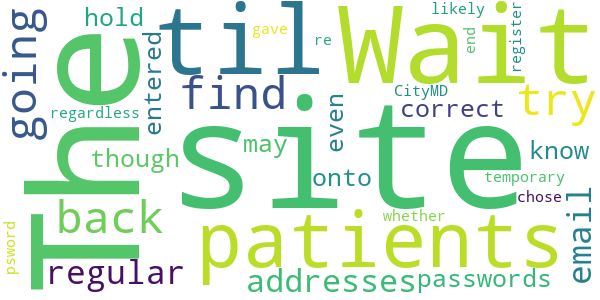 The
site
Wait
til
patients
going
hold
likely
gave
re
end
register
find
entered
CityMD
correct
try
regardless
even
though
may
onto
know
temporary
chose
back
whether
email
psword
regular
addresses
passwords